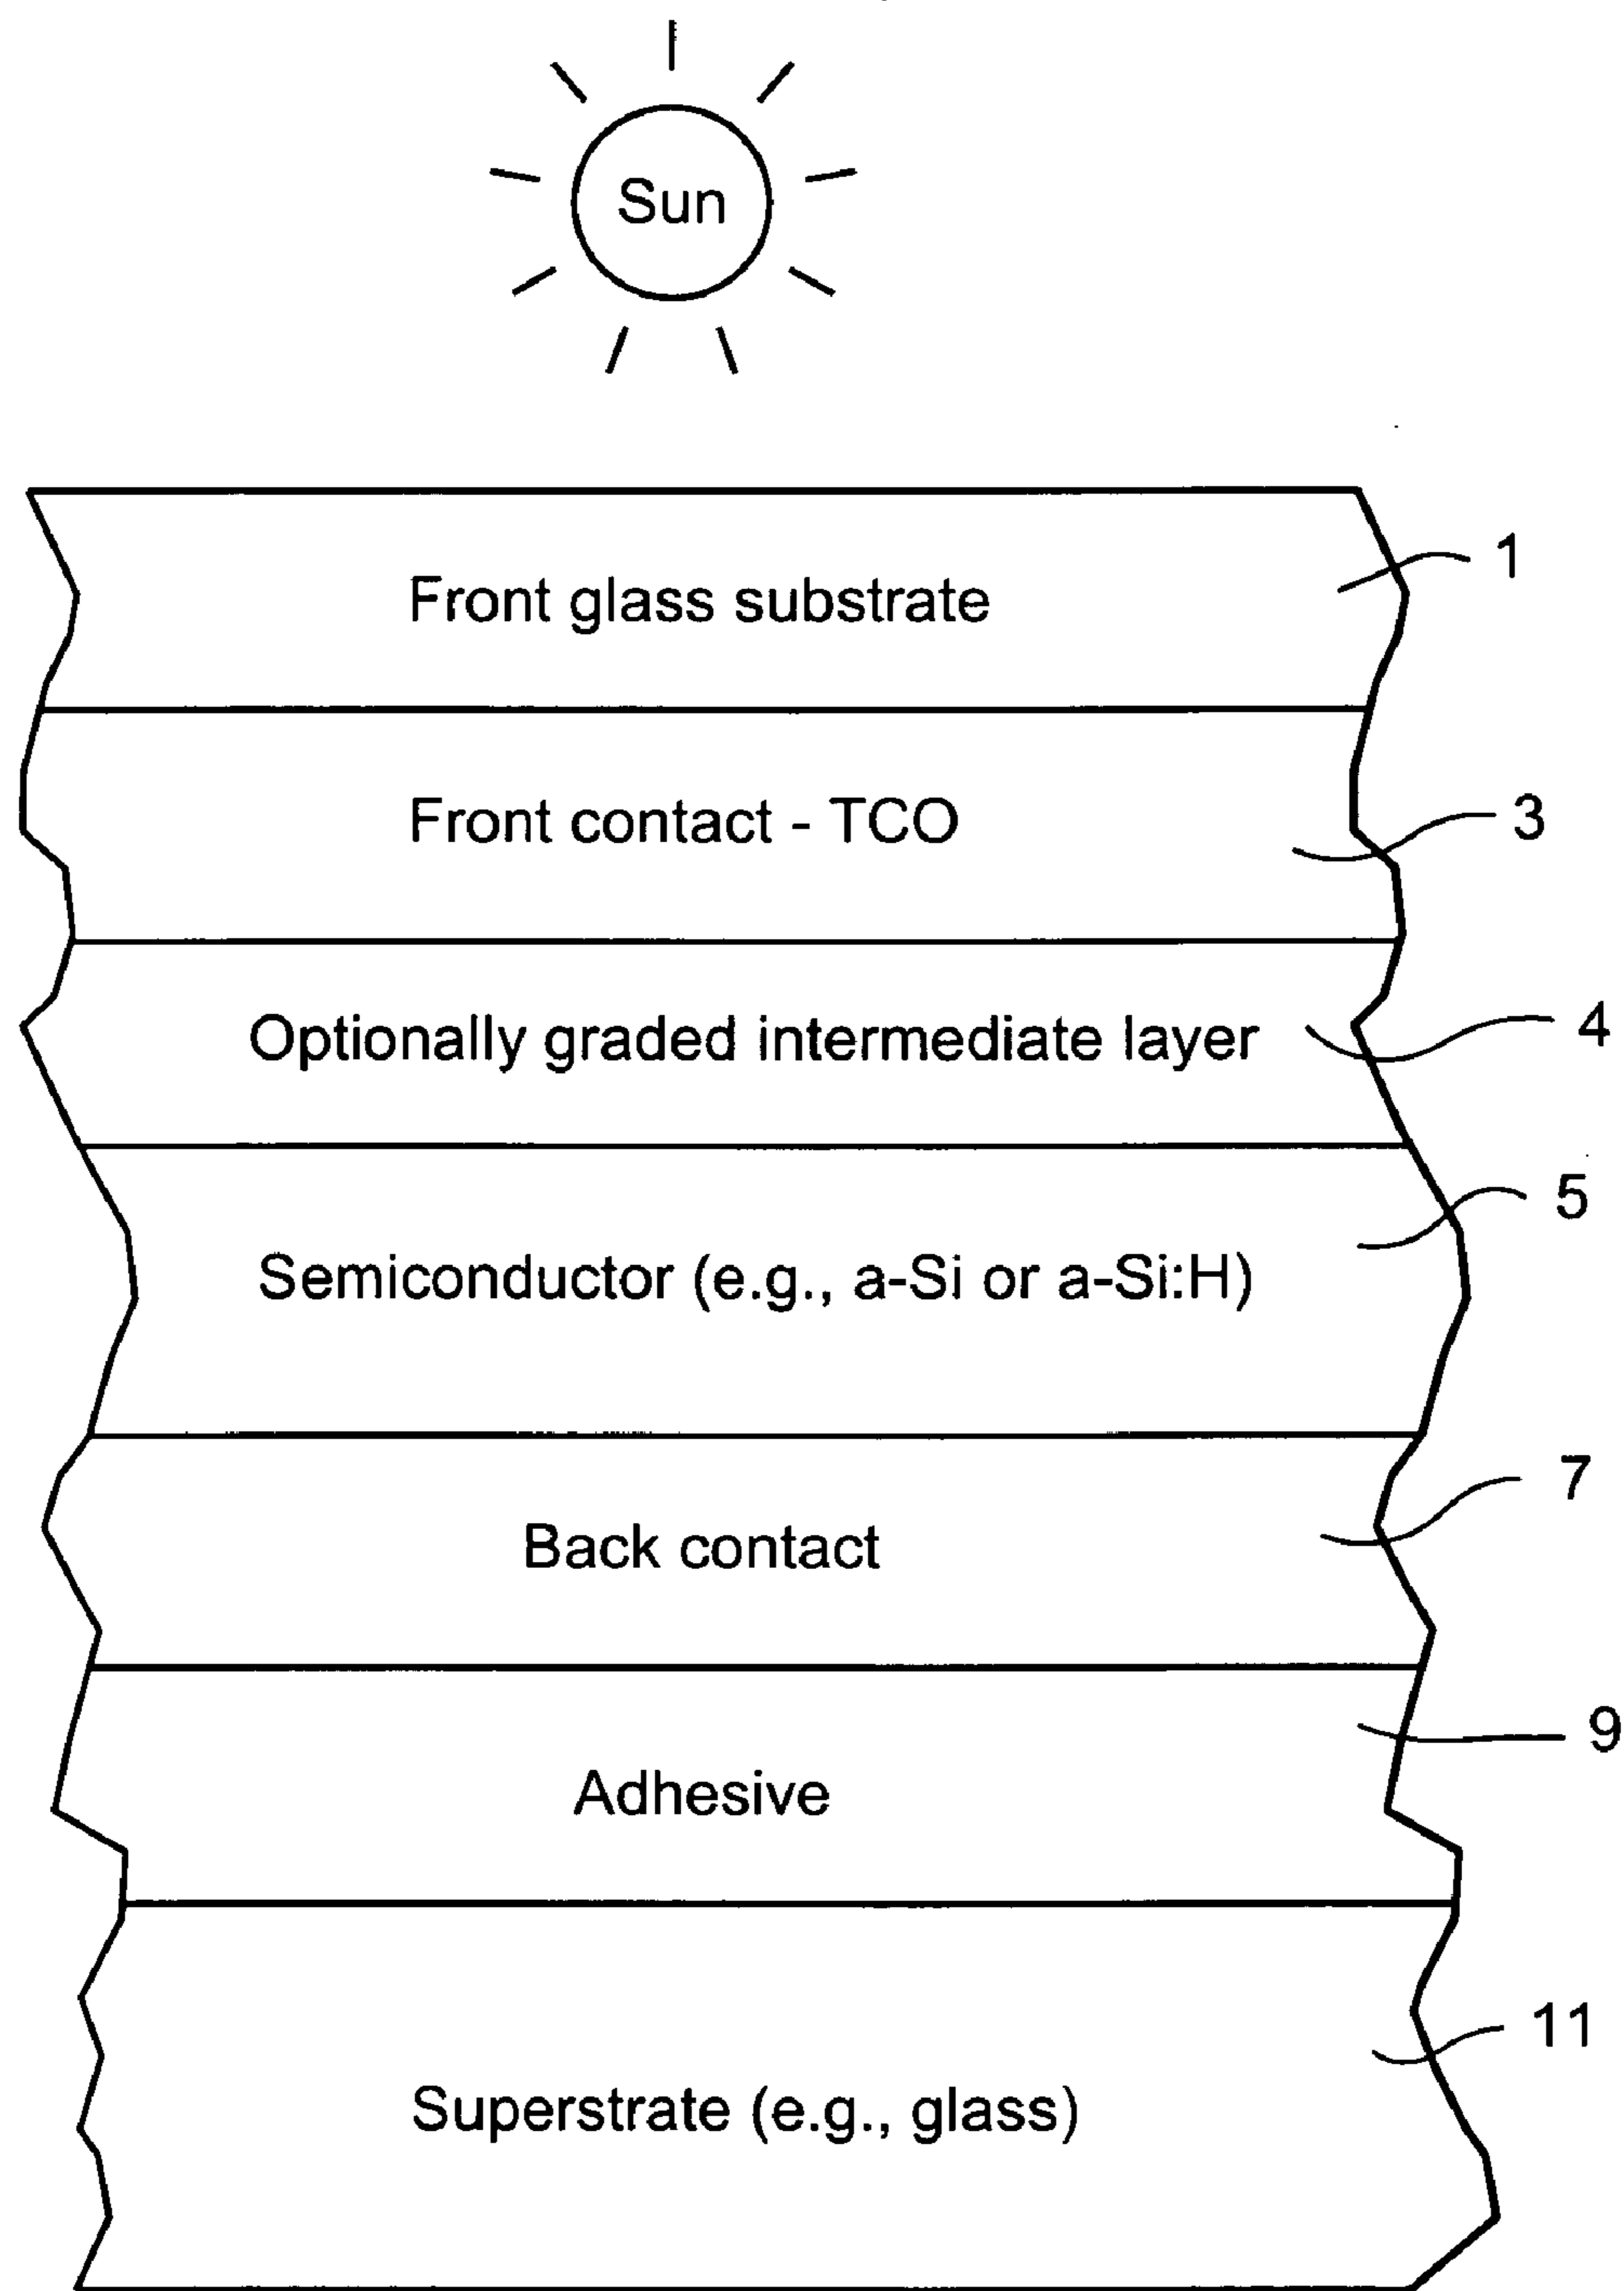 Sun
Front glass substrate
1
Front contact - TCO
3
Optionally graded intermediate layer
4
Semiconductor (e.g., a-Si or a-Si:H)
5
Back contact
7
Adhesive
9
Superstrate (e.g., glass)
11